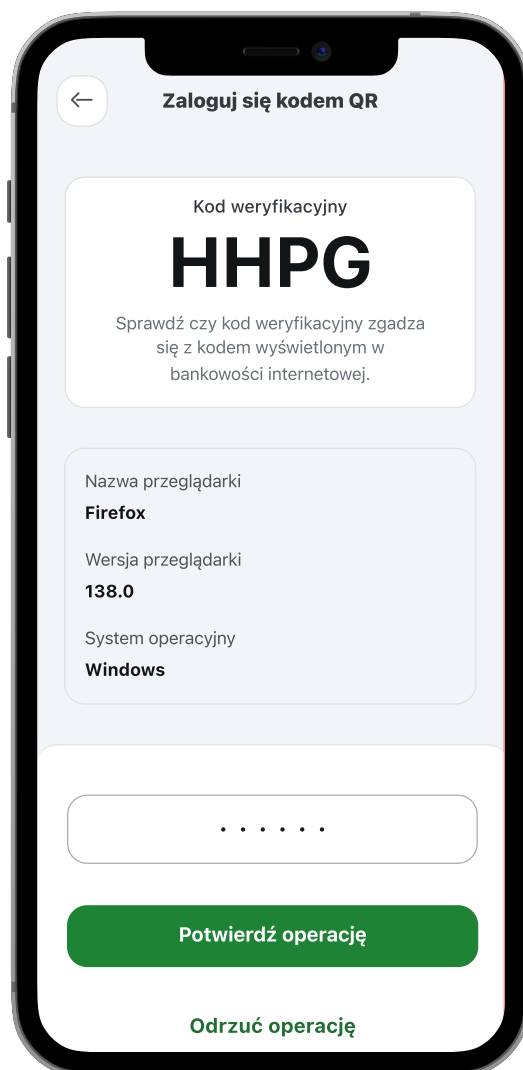 Zaloguj się kodem QR
Kod weryfikacyjny
HHPG
Sprawdź czy kod weryfikacyjny zgadza
się z kodem wyświetlonym w
bankowości internetowej.
Nazwa przeglądarki
Firefox
Wersja przeglądarki
138.0
System operacyjny
Windows
Potwierdź operację
Odrzuć operację